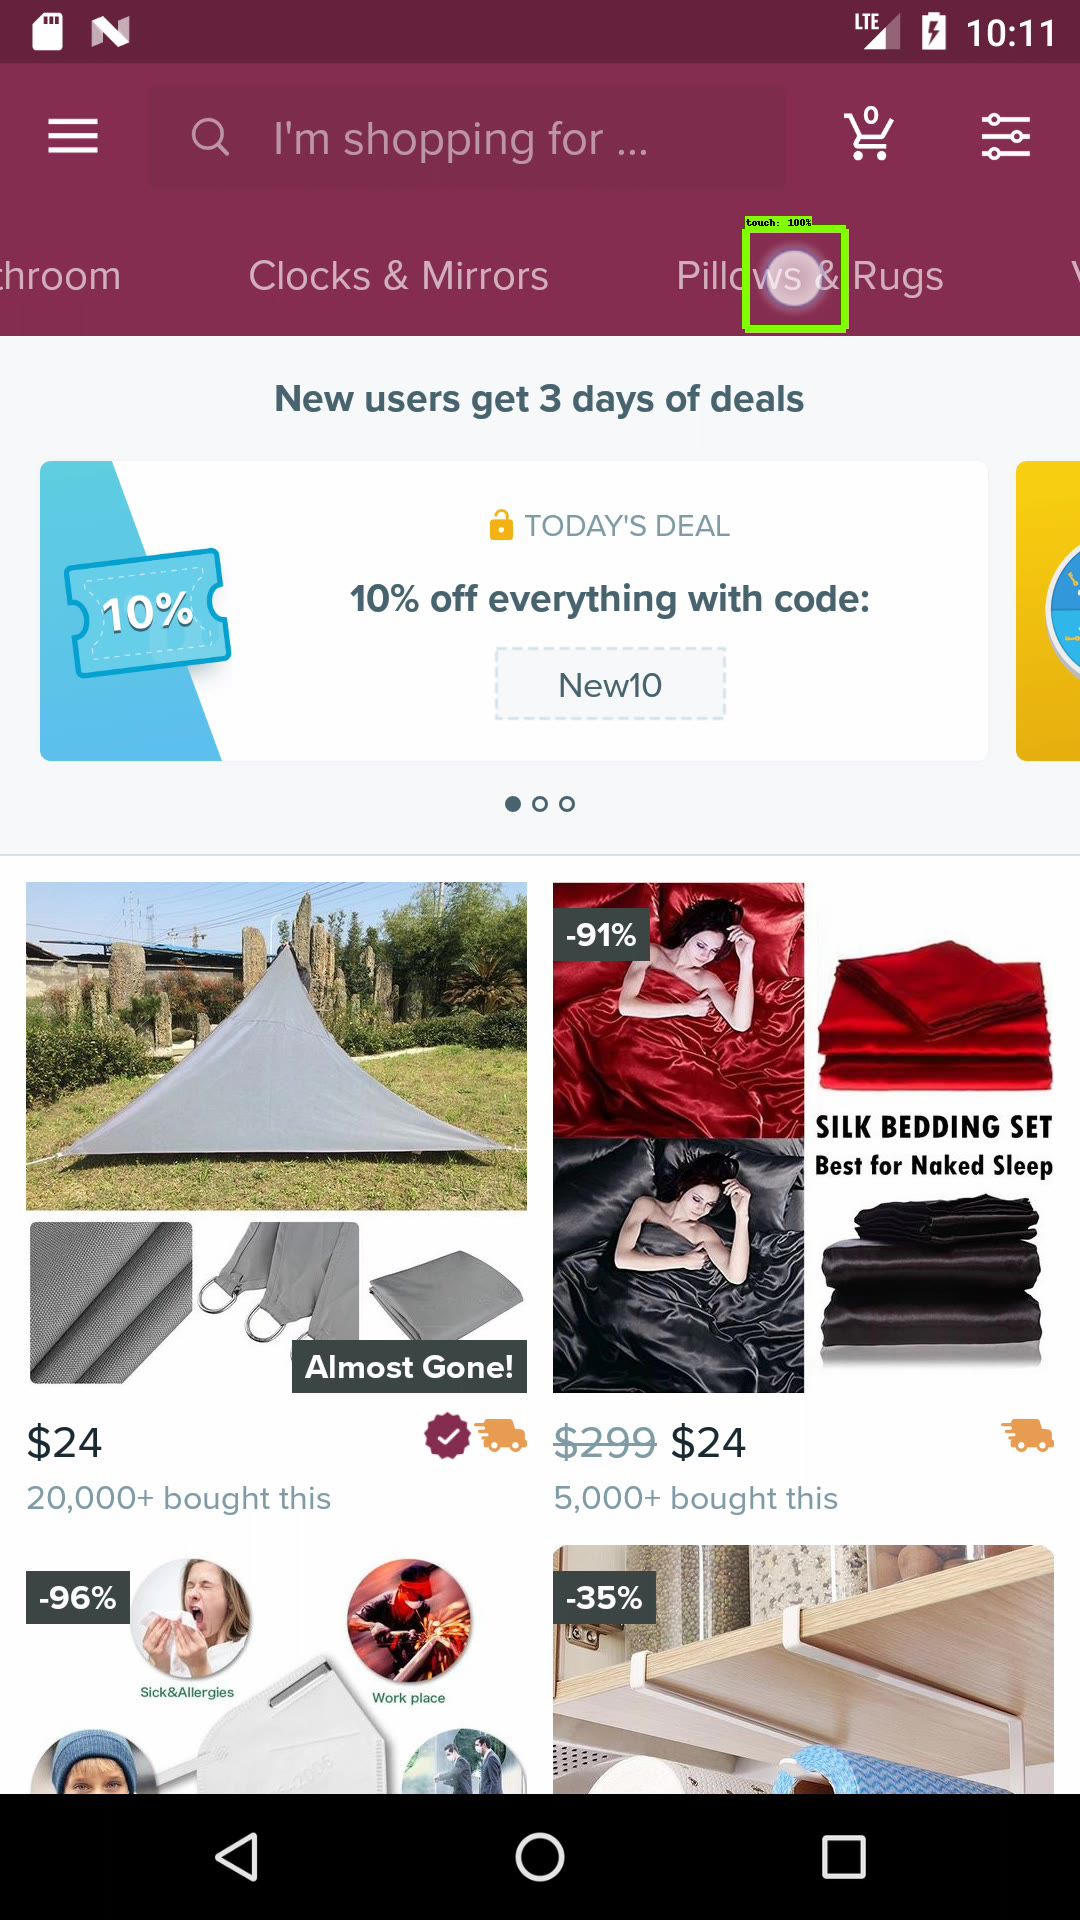 LTE 10:11
I'm shopping for ...
0
touch: 100%
throom Clocks & Mirrors Pillows & Rugs
New users get 3 days of deals
TODAY'S DEAL
10%
10% off everything with code:
New10
-91%
SILK BEDDING SET
Best for Naked Sleep
Almost Gone!
$24
$299 $24
20,000+ bought this
5,000+ bought this
-96%
-35%
Sick&Allergies
Work place